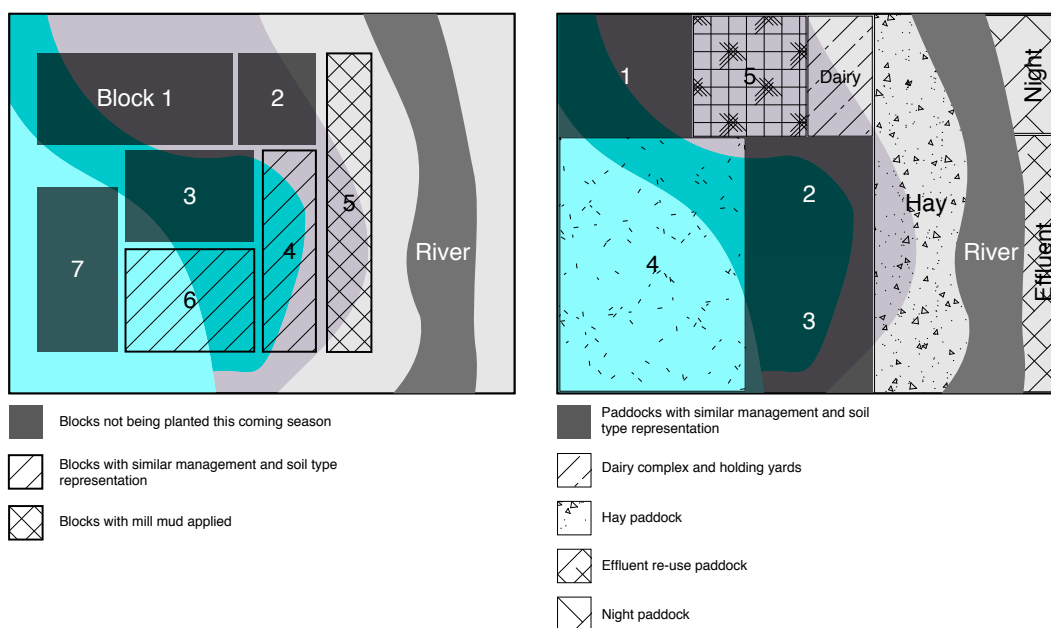 Block 1
2
3
4
5
6
7
River
Blocks not being planted this coming season
Blocks with similar management and soil type
representation
Blocks with mill mud applied
1
5
Dairy
Night
2
Hay
4
River
Effluent
3
Paddocks with similar management and soil
type representation
Dairy complex and holding yards
Hay paddock
Effluent re-use paddock
Night paddock